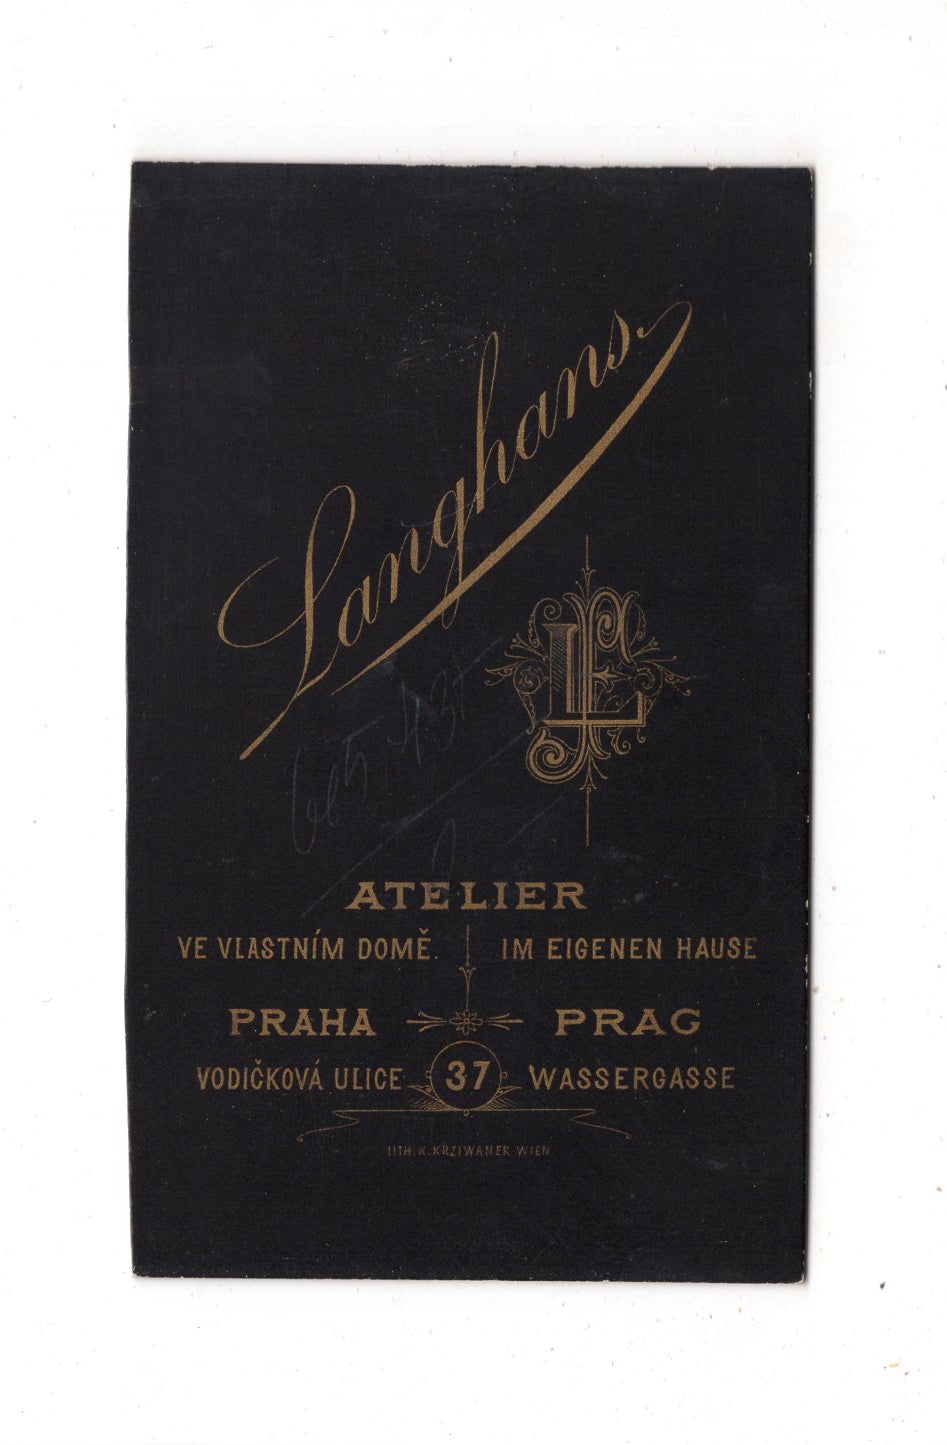 Langhans.
ATELIER
VE VLASTNÍM DOMĚ. IM EIGENEN HAUSE
PRAHA PRAG
VODIČKOVÁ ULICE 37 WASSERGASSE
LITH. K. KRZIWANEK WIEN